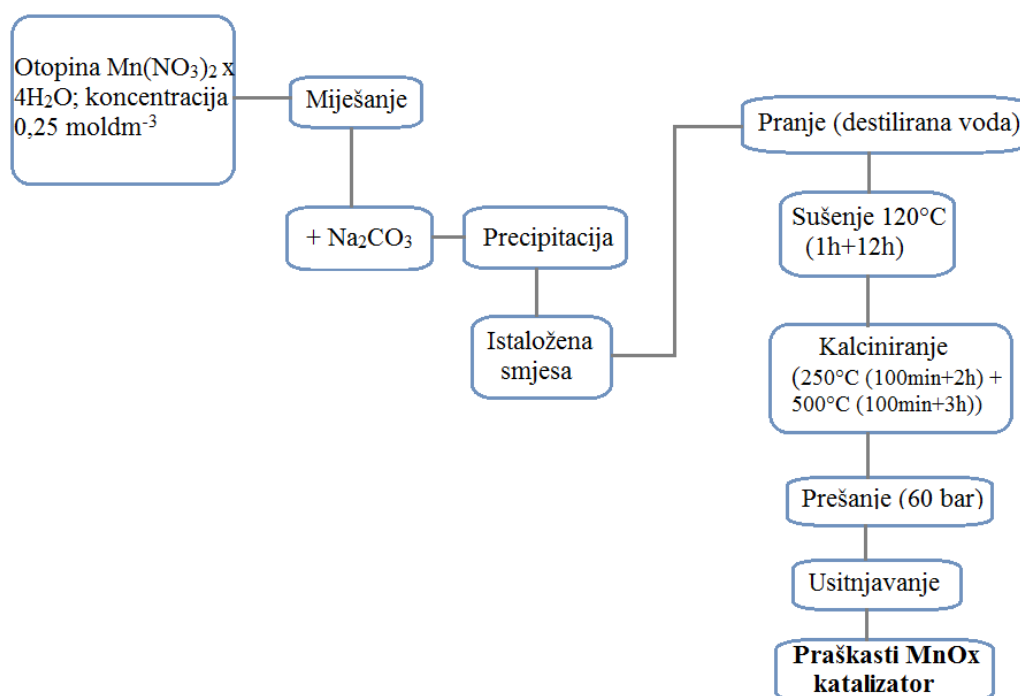 Otopina Mn(NO₃)₂ x
4H₂O; koncentracija
0,25 moldm⁻³
Miješanje
+ Na₂CO₃
Precipitacija
Istaložena
smjesa
Pranje (destilirana voda)
Sušenje 120°C
(1h+12h)
Kalciniranje
(250°C (100min+2h) +
500°C (100min+3h))
Prešanje (60 bar)
Usitnjavanje
Praškasti MnOx
katalizator